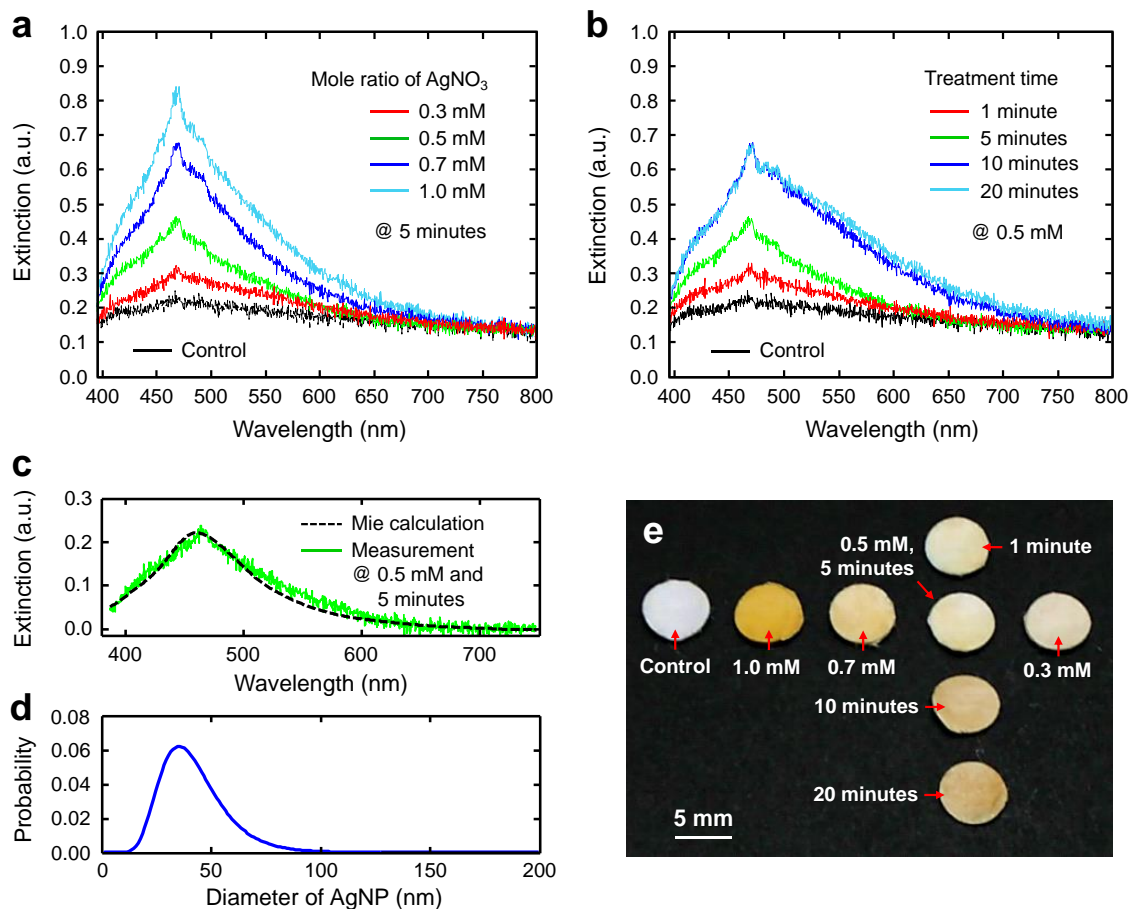 a
Extinction (a.u.)
1.0
0.9
0.8
0.7
0.6
0.5
0.4
0.3
0.2
0.1
0.0
Mole ratio of AgNO3
0.3 mM
0.5 mM
0.7 mM
1.0 mM
@ 5 minutes
Control
400 450 500 550 600 650 700 750 800
Wavelength (nm)
b
Extinction (a.u.)
1.0
0.9
0.8
0.7
0.6
0.5
0.4
0.3
0.2
0.1
0.0
Treatment time
1 minute
5 minutes
10 minutes
20 minutes
@ 0.5 mM
Control
400 450 500 550 600 650 700 750 800
Wavelength (nm)
c
Extinction (a.u.)
0.3
0.2
0.1
0.0
Mie calculation
Measurement
@ 0.5 mM and
5 minutes
400 500 600 700
Wavelength (nm)
d
Probability
0.08
0.06
0.04
0.02
0.00
0 50 100 150 200
Diameter of AgNP (nm)
e
1 minute
0.5 mM,
5 minutes
Control
1.0 mM
0.7 mM
0.3 mM
10 minutes
20 minutes
5 mm